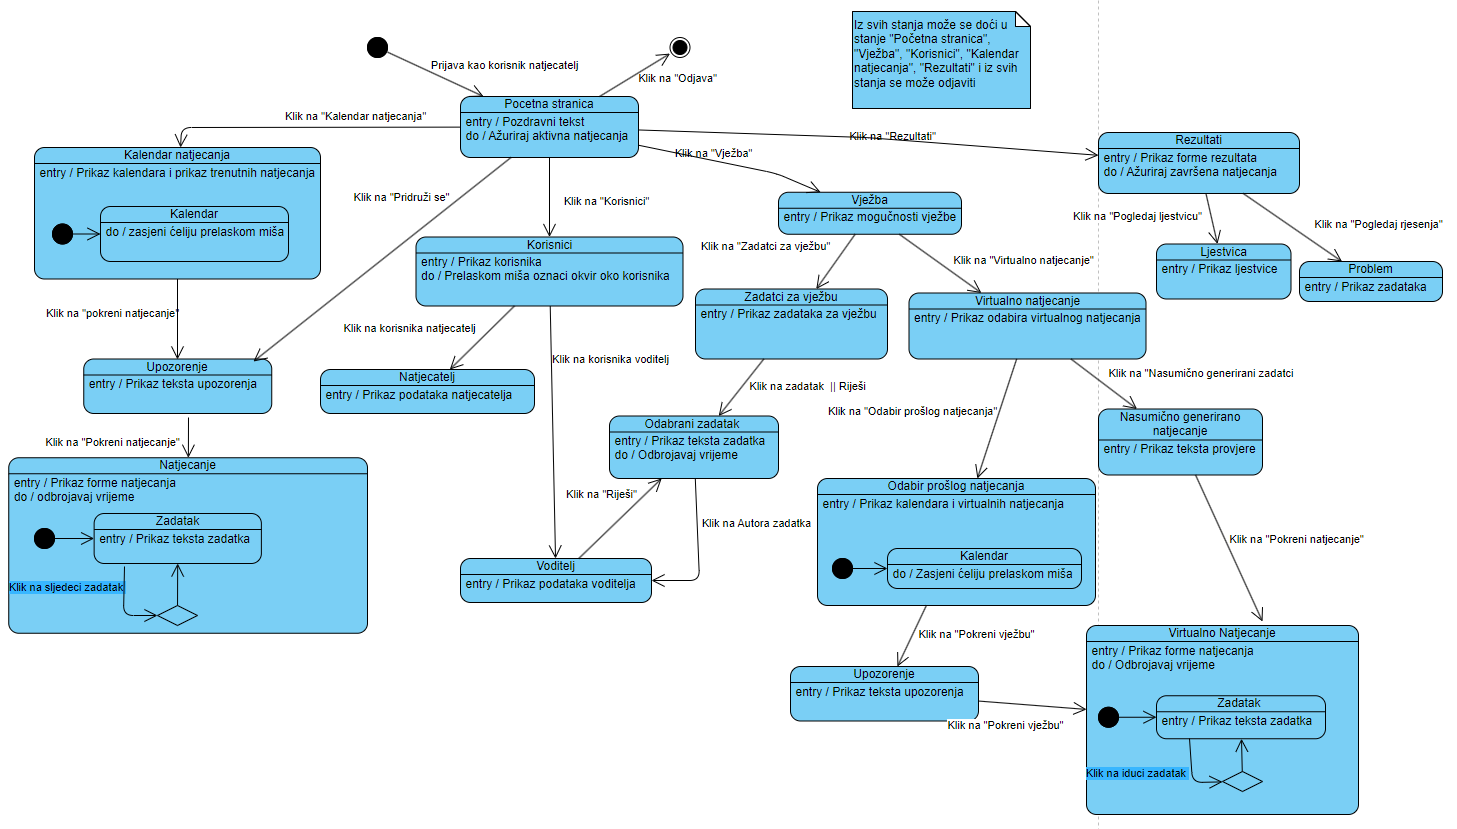 Iz svih stanja može se doći u
stanje "Početna stranica",
"Vježba", "Korisnici", "Kalendar
natjecanja", "Rezultati" i iz svih
stanja se može odjaviti
Prijava kao korisnik natjecatelj
Klik na "Odjava"
Pocetna stranica
entry / Pozdravni tekst
do / Ažuriraj aktivna natjecanja
Klik na "Kalendar natjecanja"
Klik na "Rezultati"
Klik na "Vježba"
Klik na "Pridruži se"
Klik na "Korisnici"
Kalendar natjecanja
entry / Prikaz kalendara i prikaz trenutnih natjecanja
Kalendar
do / zasjeni ćeliju prelaskom miša
Rezultati
entry / Prikaz forme rezultata
do / Ažuriraj završena natjecanja
Vježba
entry / Prikaz mogučnosti vježbe
Klik na "Pogledaj ljestvicu"
Klik na "Pogledaj rjesenja"
Korisnici
entry / Prikaz korisnika
do / Prelaskom miša oznaci okvir oko korisnika
Klik na "Zadatci za vježbu"
Klik na "Virtualno natjecanje"
Ljestvica
entry / Prikaz ljestvice
Problem
entry / Prikaz zadataka
Zadatci za vježbu
entry / Prikaz zadataka za vježbu
Virtualno natjecanje
entry / Prikaz odabira virtualnog natjecanja
Klik na "pokreni natjecanje"
Klik na korisnika natjecatelj
Klik na korisnika voditelj
Upozorenje
entry / Prikaz teksta upozorenja
Natjecatelj
entry / Prikaz podataka natjecatelja
Klik na zadatak  || Riješi
Klik na "Odabir prošlog natjecanja"
Klik na "Nasumično generirani zadatci
Odabrani zadatak
entry / Prikaz teksta zadatka
do / Odbrojavaj vrijeme
Nasumično generirano
natjecanje
entry / Prikaz teksta provjere
Klik na "Pokreni natjecanje"
Natjecanje
entry / Prikaz forme natjecanja
do / odbrojavaj vrijeme
Zadatak
entry / Prikaz teksta zadatka
Klik na sljedeci zadatak
Klik na "Riješi"
Klik na Autora zadatka
Odabir prošlog natjecanja
entry / Prikaz kalendara i virtualnih natjecanja
Kalendar
do / Zasjeni ćeliju prelaskom miša
Klik na "Pokreni natjecanje"
Voditelj
entry / Prikaz podataka voditelja
Klik na "Pokreni vježbu"
Upozorenje
entry / Prikaz teksta upozorenja
Klik na "Pokreni vježbu"
Virtualno Natjecanje
entry / Prikaz forme natjecanja
do / Odbrojavaj vrijeme
Zadatak
entry / Prikaz teksta zadatka
Klik na iduci zadatak